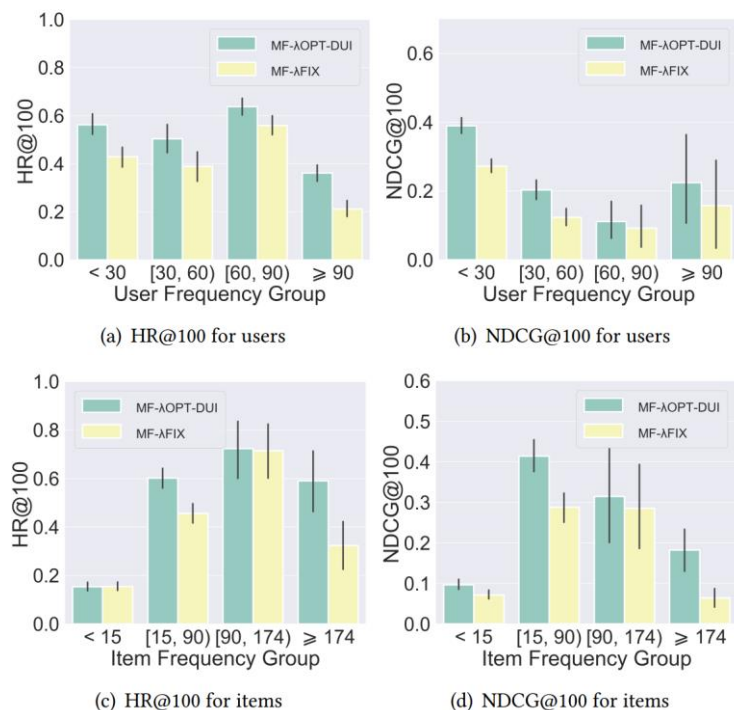 1.0
0.8
0.6
0.4
0.2
0.0
HR@100
MF-λOPT-DUI
MF-λFIX
< 30 [30, 60) [60, 90) ⩾ 90
User Frequency Group
(a) HR@100 for users
0.6
0.4
0.2
0.0
NDCG@100
MF-λOPT-DUI
MF-λFIX
< 30 [30, 60) [60, 90) ⩾ 90
User Frequency Group
(b) NDCG@100 for users
1.0
0.8
0.6
0.4
0.2
0.0
HR@100
MF-λOPT-DUI
MF-λFIX
< 15 [15, 90) [90, 174) ⩾ 174
Item Frequency Group
(c) HR@100 for items
0.6
0.5
0.4
0.3
0.2
0.1
0.0
NDCG@100
MF-λOPT-DUI
MF-λFIX
< 15 [15, 90) [90, 174) ⩾ 174
Item Frequency Group
(d) NDCG@100 for items